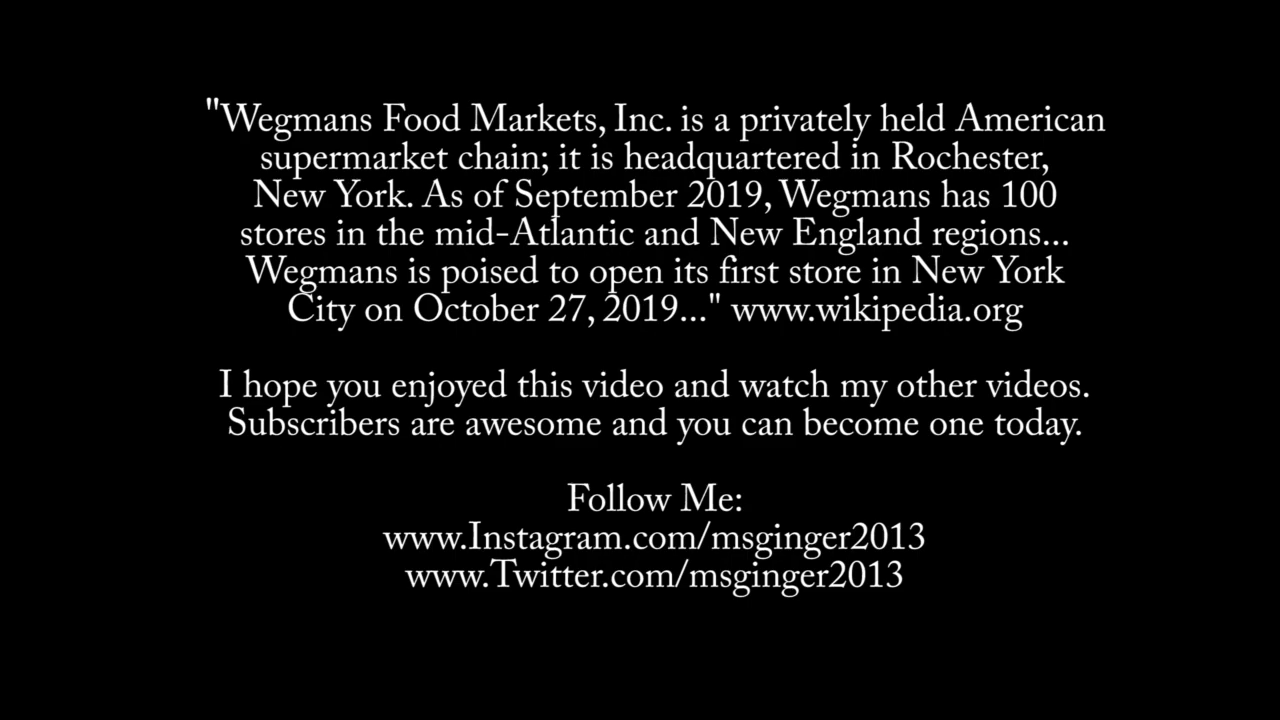 "Wegmans Food Markets, Inc. is a privately held American
supermarket chain; it is headquartered in Rochester,
New York. As of September 2019, Wegmans has 100
stores in the mid-Atlantic and New England regions...
Wegmans is poised to open its first store in New York
City on October 27, 2019..." www.wikipedia.org
I hope you enjoyed this video and watch my other videos.
Subscribers are awesome and you can become one today.
Follow Me:
www.Instagram.com/msginger2013
www.Twitter.com/msginger2013